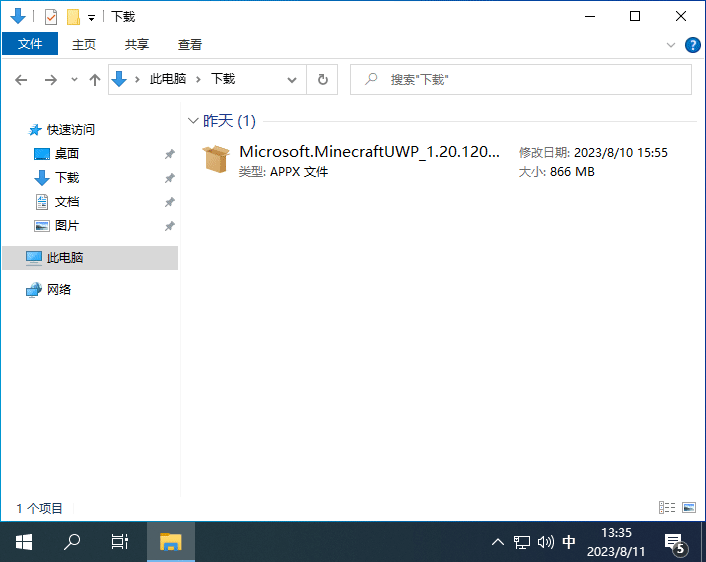 下载
文件 主页 共享 查看
此电脑 下载
搜索"下载"
快速访问
桌面
下载
文档
图片
此电脑
网络
昨天 (1)
Microsoft.MinecraftUWP_1.20.120...
类型: APPX 文件
修改日期: 2023/8/10 15:55
大小: 866 MB
1 个项目
中
13:35
2023/8/11
5